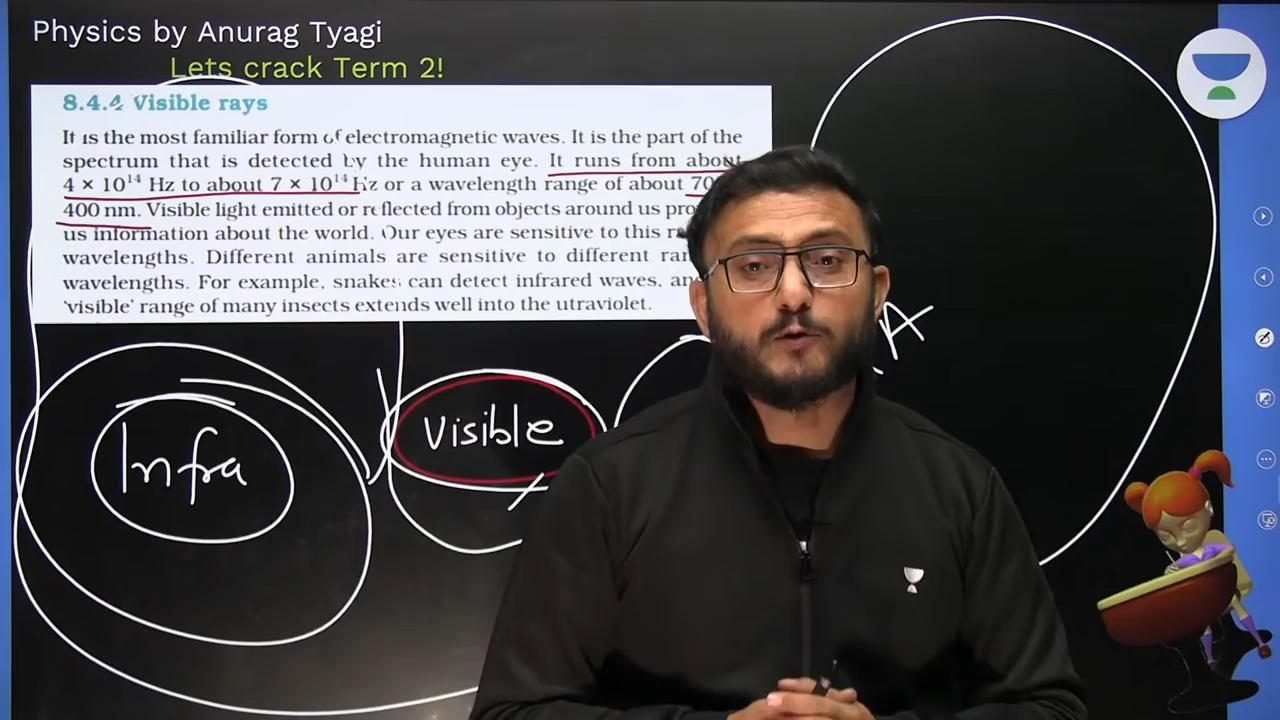 Physics by Anurag Tyagi
Lets crack Term 2!
8.4.4 Visible rays
It is the most familiar form of electromagnetic waves. It is the part of the
spectrum that is detected by the human eye. It runs from about
4 × 10¹⁴ Hz to about 7 × 10¹⁴ Hz or a wavelength range of about
400 nm. Visible light emitted or reflected from objects around us
us information about the world. Our eyes are sensitive to this
wavelengths. Different animals are sensitive to different
wavelengths. For example, snakes can detect infrared waves,
'visible' range of many insects extends well into the utraviolet.
Infra
Visible